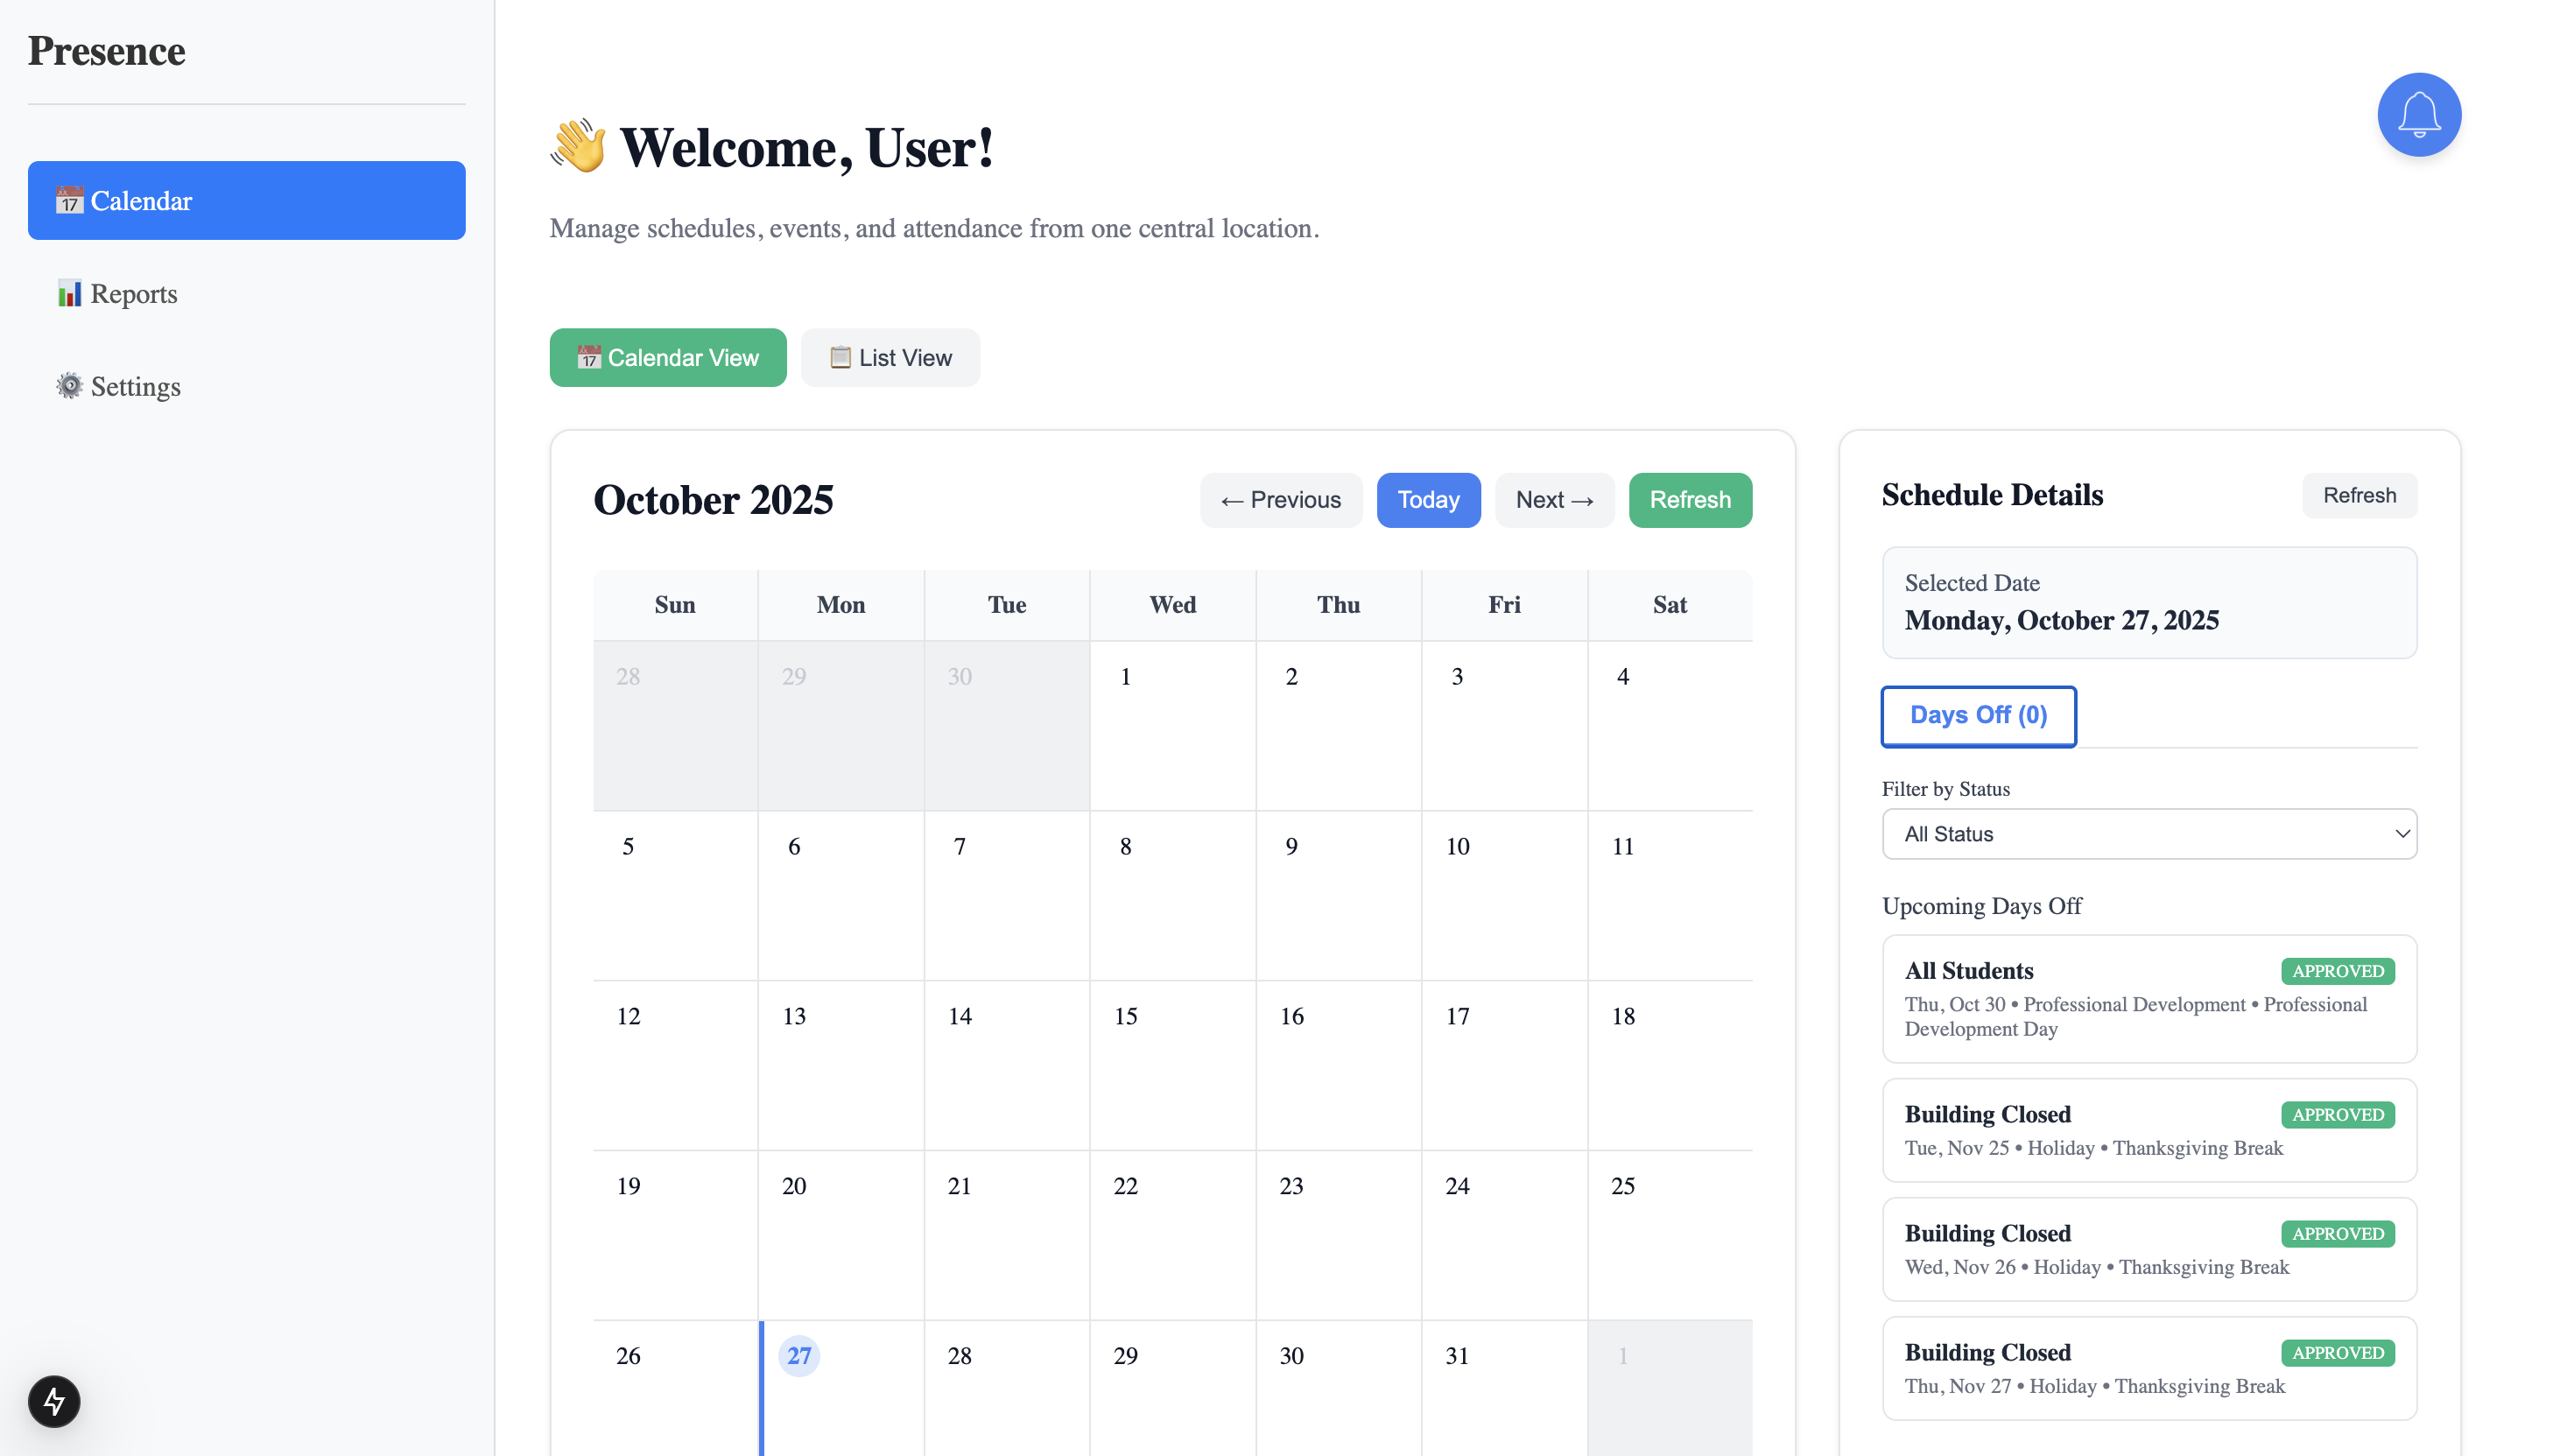 Presence
17 Calendar
Reports
Settings
Welcome, User!
Manage schedules, events, and attendance from one central location.
17 Calendar View
List View
October 2025
← Previous
Today
Next →
Refresh
Sun Mon Tue Wed Thu Fri Sat
28 29 30 1 2 3 4
5 6 7 8 9 10 11
12 13 14 15 16 17 18
19 20 21 22 23 24 25
26 27 28 29 30 31 1
Schedule Details
Refresh
Selected Date
Monday, October 27, 2025
Days Off (0)
Filter by Status
All Status
Upcoming Days Off
All Students APPROVED
Thu, Oct 30 • Professional Development • Professional
Development Day
Building Closed APPROVED
Tue, Nov 25 • Holiday • Thanksgiving Break
Building Closed APPROVED
Wed, Nov 26 • Holiday • Thanksgiving Break
Building Closed APPROVED
Thu, Nov 27 • Holiday • Thanksgiving Break